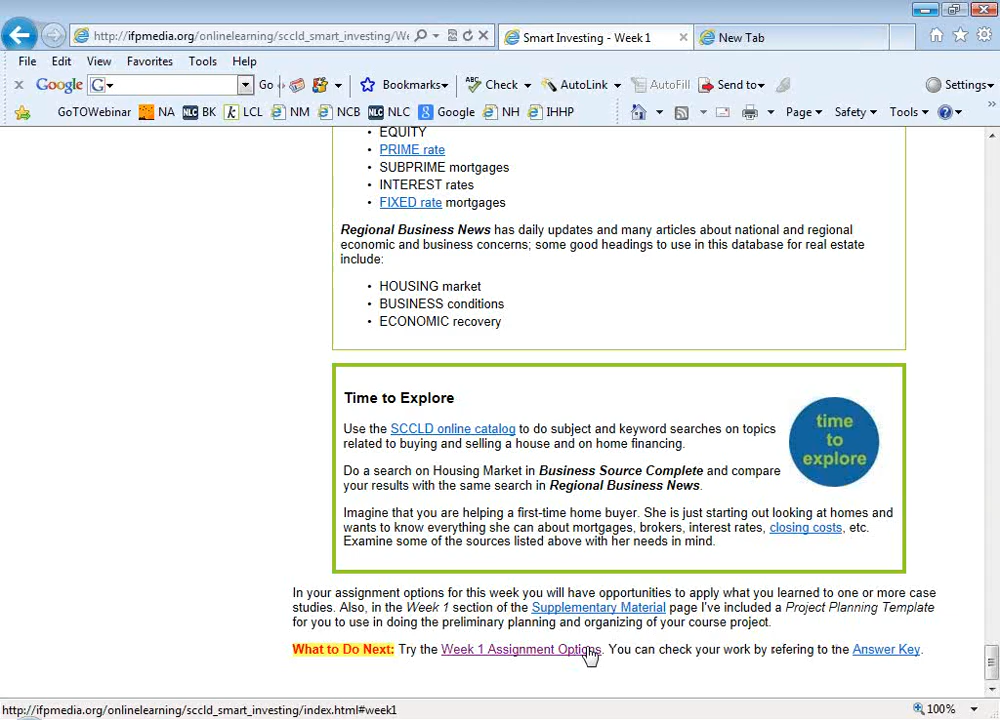 http://ifpmedia.org/onlinelearning/sccld_smart_investing/We
Smart Investing - Week 1
New Tab
File Edit View Favorites Tools Help
x Google G Go Bookmarks ABC Check AutoLink AutoFill Send to Settings
GoTOWebinar NA NLC BK k LCL NM NCB NLC NLC Google NH IHHP Page Safety Tools
• EQUITY
• PRIME rate
• SUBPRIME mortgages
• INTEREST rates
• FIXED rate mortgages
Regional Business News has daily updates and many articles about national and regional
economic and business concerns; some good headings to use in this database for real estate
include:
• HOUSING market
• BUSINESS conditions
• ECONOMIC recovery
Time to Explore
Use the SCCLD online catalog to do subject and keyword searches on topics
related to buying and selling a house and on home financing.
Do a search on Housing Market in Business Source Complete and compare
your results with the same search in Regional Business News.
time
to
explore
Imagine that you are helping a first-time home buyer. She is just starting out looking at homes and
wants to know everything she can about mortgages, brokers, interest rates, closing costs, etc.
Examine some of the sources listed above with her needs in mind.
In your assignment options for this week you will have opportunities to apply what you learned to one or more case
studies. Also, in the Week 1 section of the Supplementary Material page I've included a Project Planning Template
for you to use in doing the preliminary planning and organizing of your course project.
What to Do Next: Try the Week 1 Assignment Options. You can check your work by refering to the Answer Key.
http://ifpmedia.org/onlinelearning/sccld_smart_investing/index.html#week1
100%